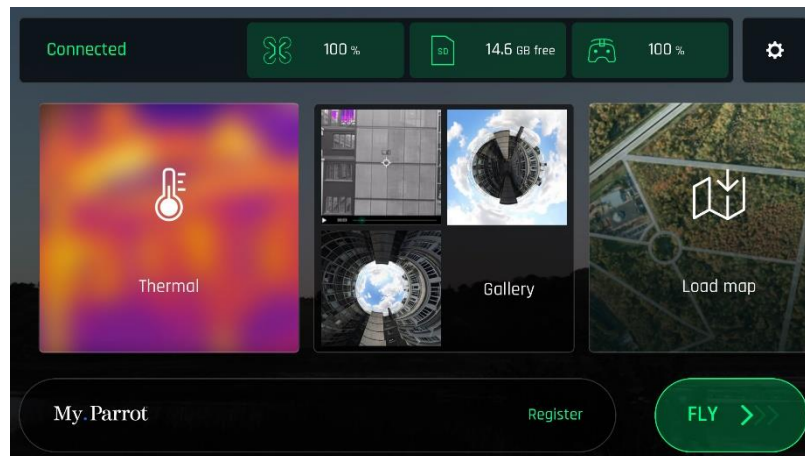 Connected
100 %
SD
14.6 GB free
100 %
Thermal
Gallery
Load map
My.Parrot
Register
FLY